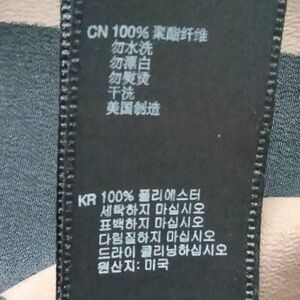 CN 100% 聚酯纤维
勿水洗
勿漂白
勿熨烫
干洗
美国制造
KR 100% 폴리에스터
세탁하지 마십시오
표백하지 마십시오
다림질하지 마십시오
드라이 클리닝하십시오
원산지: 미국